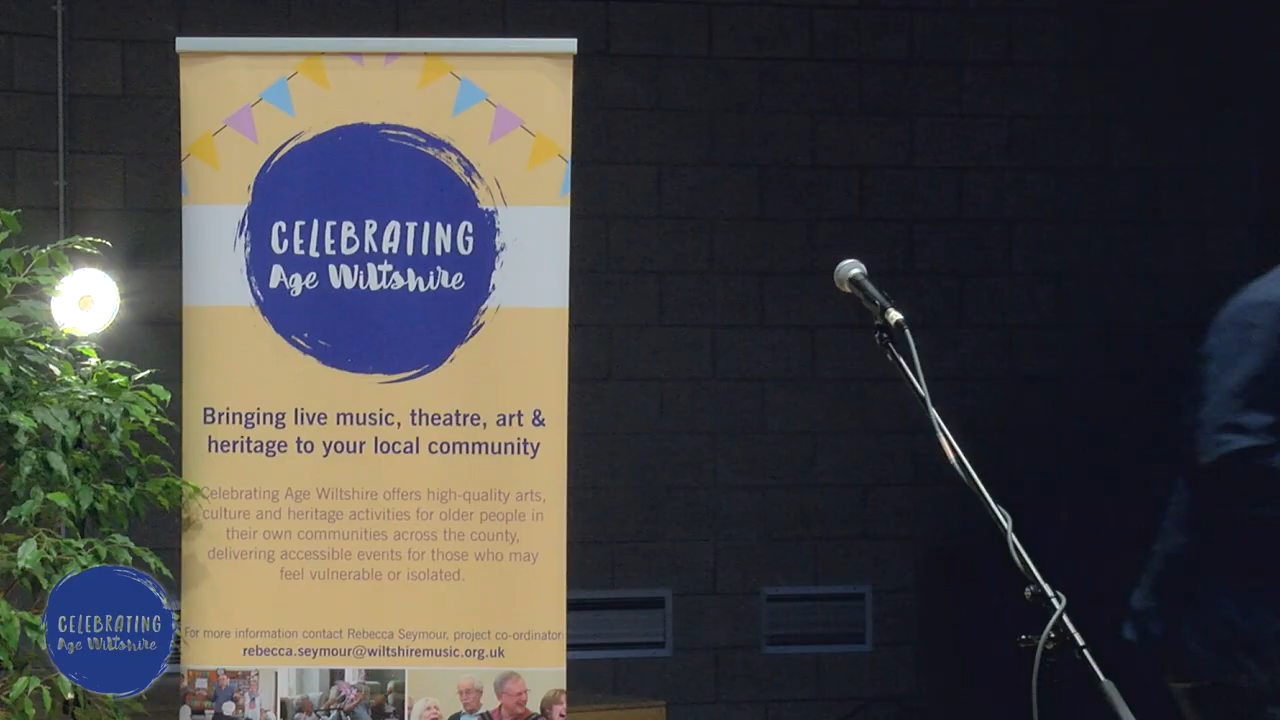 CELEBRATING
Age Wiltshire
Bringing live music, theatre, art &
heritage to your local community
Celebrating Age Wiltshire offers high-quality arts,
culture and heritage activities for older people in
their own communities across the county,
delivering accessible events for those who may
feel vulnerable or isolated.
For more information contact Rebecca Seymour, project co-ordinator
rebecca.seymour@wiltshiremusic.org.uk
CELEBRATING
Age Wiltshire